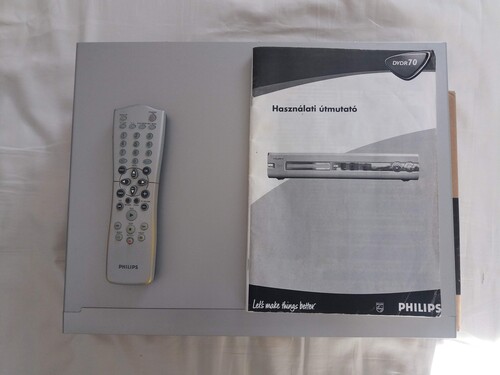 DVDR70
Használati útmutató
Let's make things better.
PHILIPS
PHILIPS